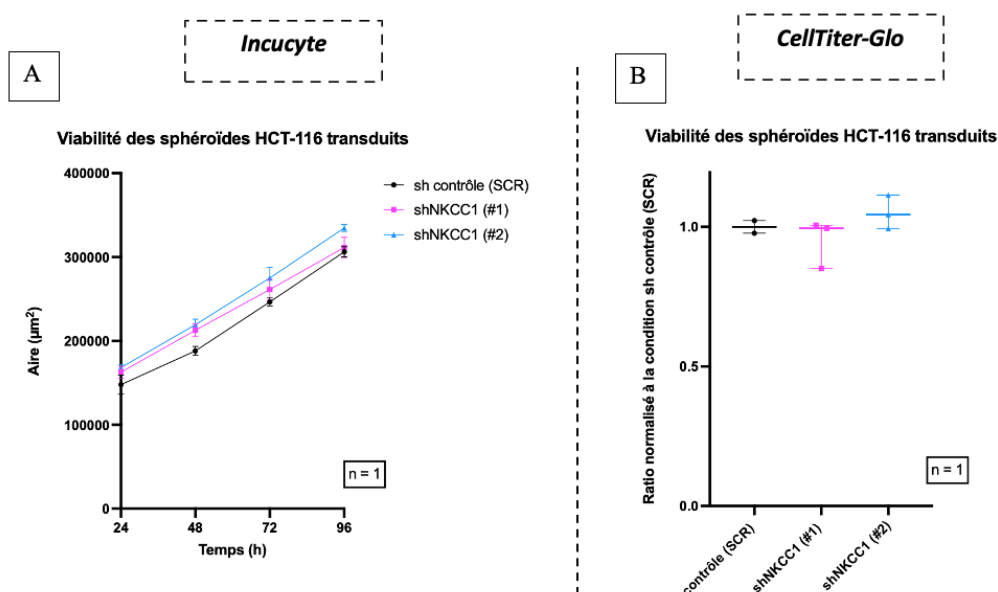 Incucyte
A
Viabilité des sphéroïdes HCT-116 transduits
400000
300000
200000
100000
0
Aire (µm²)
24
48
72
96
Temps (h)
sh contrôle (SCR)
shNKCC1 (#1)
shNKCC1 (#2)
n = 1
CellTiter-Glo
B
Viabilité des sphéroïdes HCT-116 transduits
Ratio normalisé à la condition sh contrôle (SCR)
1.0
0.5
0.0
contrôle (SCR)
shNKCC1 (#1)
shNKCC1 (#2)
n = 1